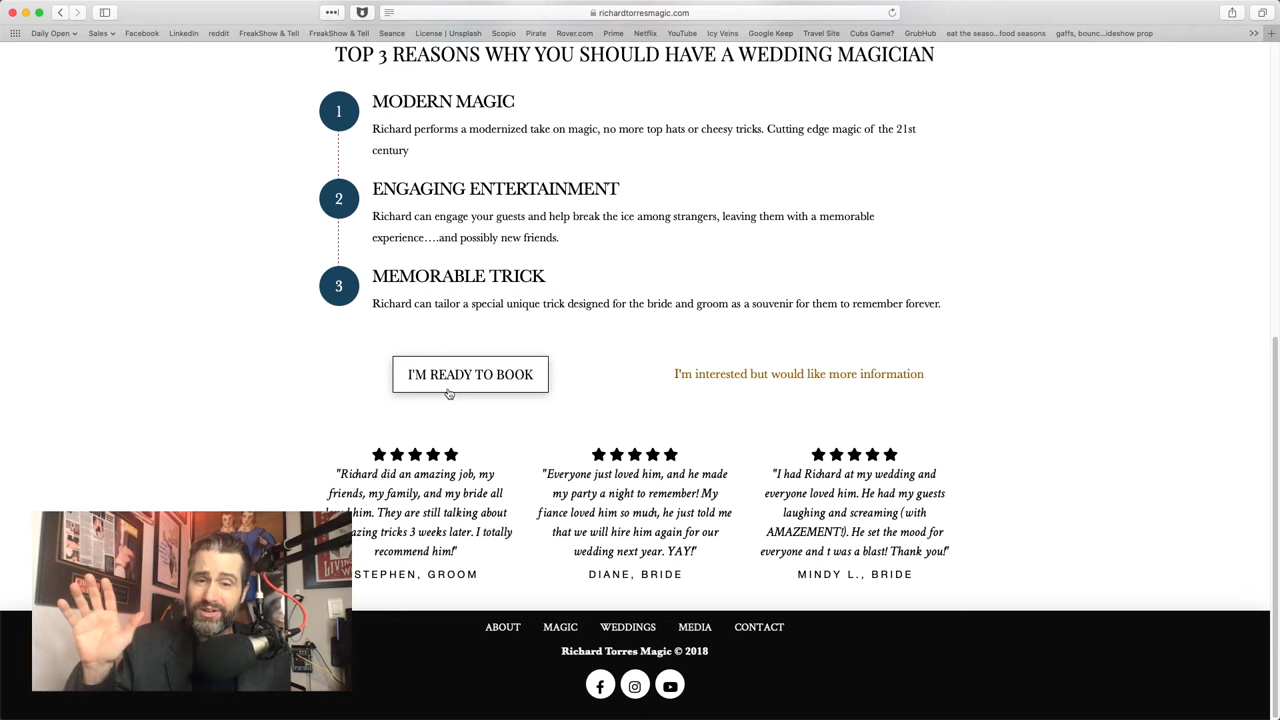 richardtorresmagic.com
Daily Open Sales Facebook LinkedIn reddit FreakShow & Tell FreakShow & Tell Seance License | Unsplash Scopio Pirate Rover.com Prime Netflix YouTube Icy Veins Google Keep Travel Site Cubs Game? GrubHub eat the seaso...food seasons gaffs, bounc...ideshow prop
TOP 3 REASONS WHY YOU SHOULD HAVE A WEDDING MAGICIAN
1
MODERN MAGIC
Richard performs a modernized take on magic, no more top hats or cheesy tricks. Cutting edge magic of the 21st
century
2
ENGAGING ENTERTAINMENT
Richard can engage your guests and help break the ice among strangers, leaving them with a memorable
experience….and possibly new friends.
3
MEMORABLE TRICK
Richard can tailor a special unique trick designed for the bride and groom as a souvenir for them to remember forever.
I'M READY TO BOOK
I'm interested but would like more information
"Richard did an amazing job, my
friends, my family, and my bride all
him. They are still talking about
azing tricks 3 weeks later. I totally
recommend him!"
STEPHEN, GROOM
"Everyone just loved him, and he made
my party a night to remember! My
fiance loved him so much, he just told me
that we will hire him again for our
wedding next year. YAY!"
DIANE, BRIDE
"I had Richard at my wedding and
everyone loved him. He had my guests
laughing and screaming (with
AMAZEMENT!). He set the mood for
everyone and t was a blast! Thank you!"
MINDY L., BRIDE
ABOUT MAGIC WEDDINGS MEDIA CONTACT
Richard Torres Magic © 2018